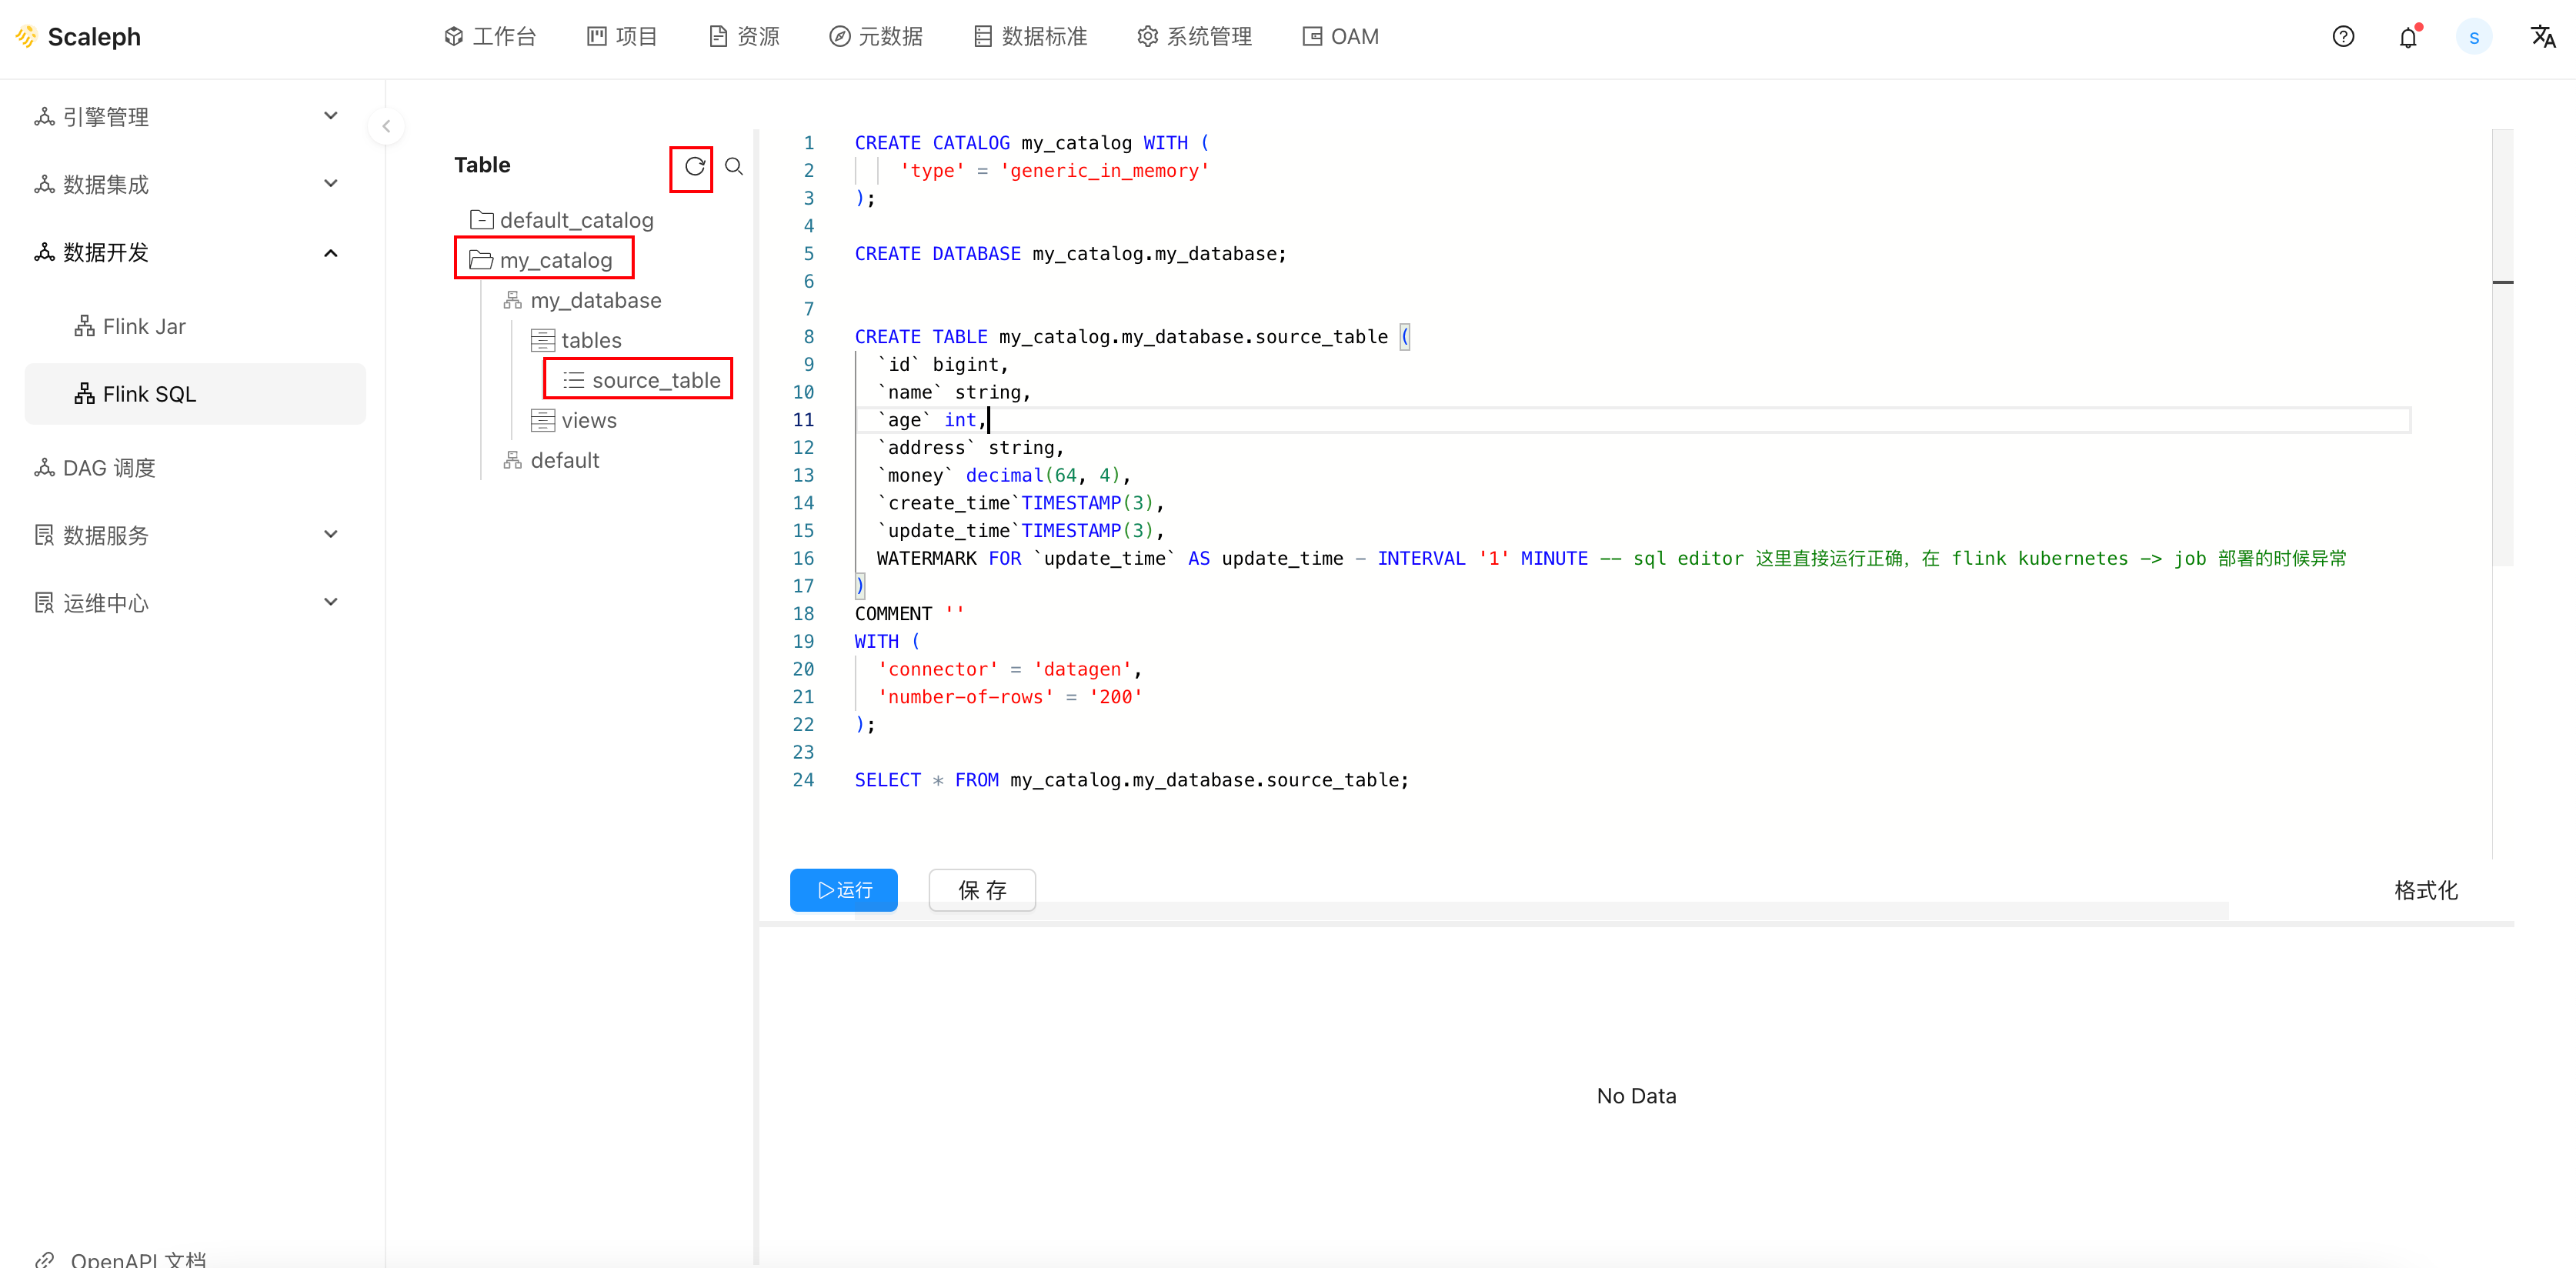 Scaleph
工作台
项目
资源
元数据
数据标准
系统管理
OAM
s
引擎管理
数据集成
数据开发
Flink Jar
Flink SQL
DAG 调度
数据服务
运维中心
OpenAPI 文档
Table
default_catalog
my_catalog
my_database
tables
source_table
views
default
1 CREATE CATALOG my_catalog WITH (
2 'type' = 'generic_in_memory'
3 );
4
5 CREATE DATABASE my_catalog.my_database;
6
7
8 CREATE TABLE my_catalog.my_database.source_table (
9 `id` bigint,
10 `name` string,
11 `age` int,
12 `address` string,
13 `money` decimal(64, 4),
14 `create_time`TIMESTAMP(3),
15 `update_time`TIMESTAMP(3),
16 WATERMARK FOR `update_time` AS update_time - INTERVAL '1' MINUTE -- sql editor 这里直接运行正确，在 flink kubernetes -> job 部署的时候异常
17 )
18 COMMENT ''
19 WITH (
20 'connector' = 'datagen',
21 'number-of-rows' = '200'
22 );
23
24 SELECT * FROM my_catalog.my_database.source_table;
运行
保 存
格式化
No Data